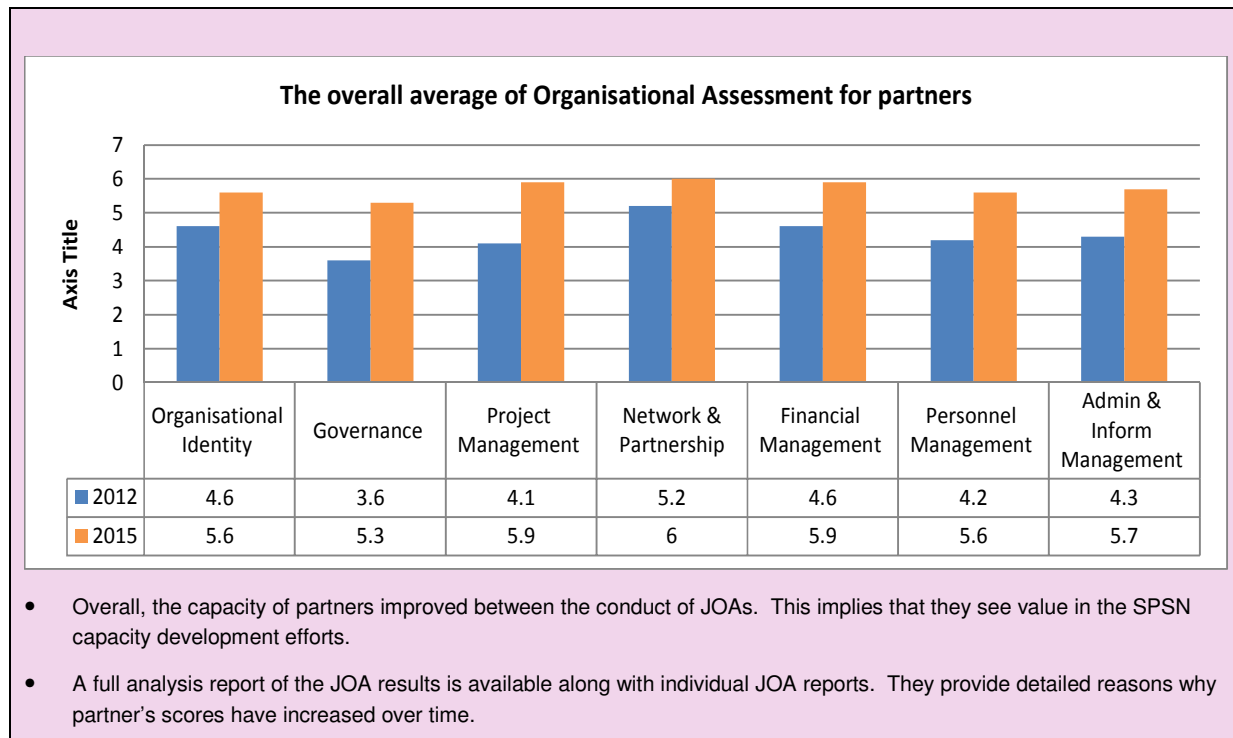 The overall average of Organisational Assessment for partners
Axis Title
7
6
5
4
3
2
1
0
Organisational Identity Governance Project Management Network & Partnership Financial Management Personnel Management Admin & Inform Management
2012 4.6 3.6 4.1 5.2 4.6 4.2 4.3
2015 5.6 5.3 5.9 6 5.9 5.6 5.7
• Overall, the capacity of partners improved between the conduct of JOAs. This implies that they see value in the SPSN
capacity development efforts.
• A full analysis report of the JOA results is available along with individual JOA reports. They provide detailed reasons why
partner's scores have increased over time.